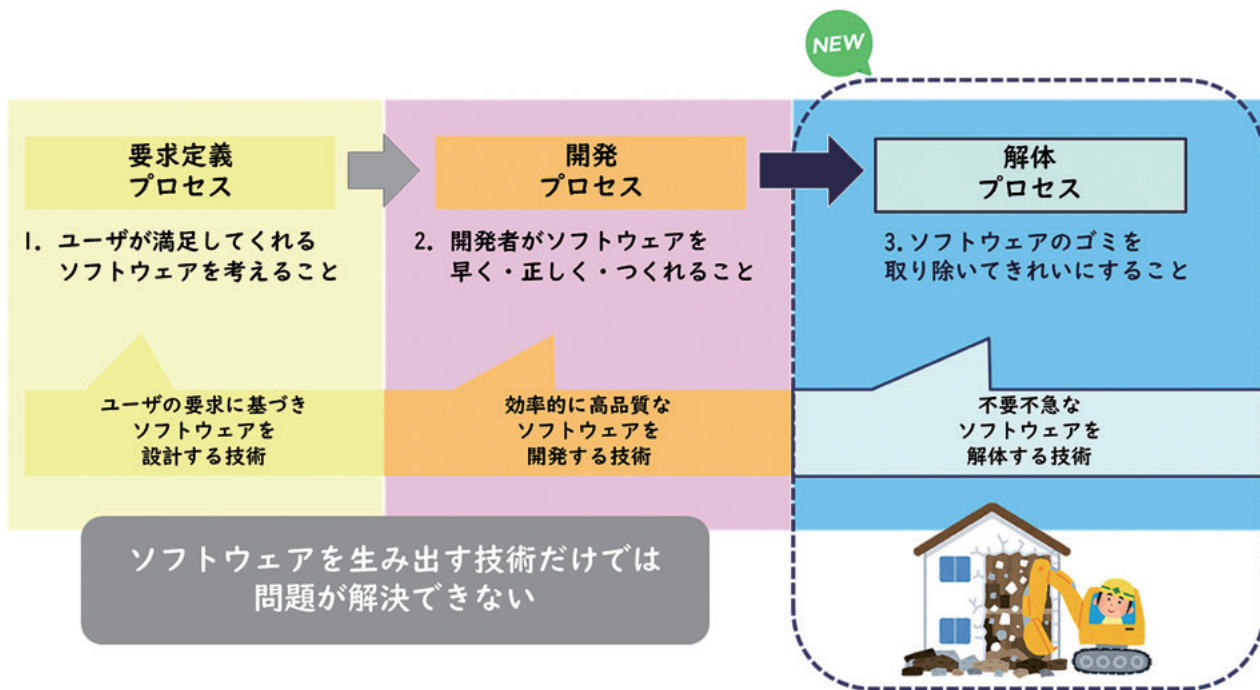 NEW
要求定義
プロセス
開発
プロセス
解体
プロセス
1. ユーザが満足してくれる
ソフトウェアを考えること
2. 開発者がソフトウェアを
早く・正しく・つくれること
3. ソフトウェアのゴミを
取り除いてきれいにすること
ユーザの要求に基づき
ソフトウェアを
設計する技術
効率的に高品質な
ソフトウェアを
開発する技術
不要不急な
ソフトウェアを
解体する技術
ソフトウェアを生み出す技術だけでは
問題が解決できない